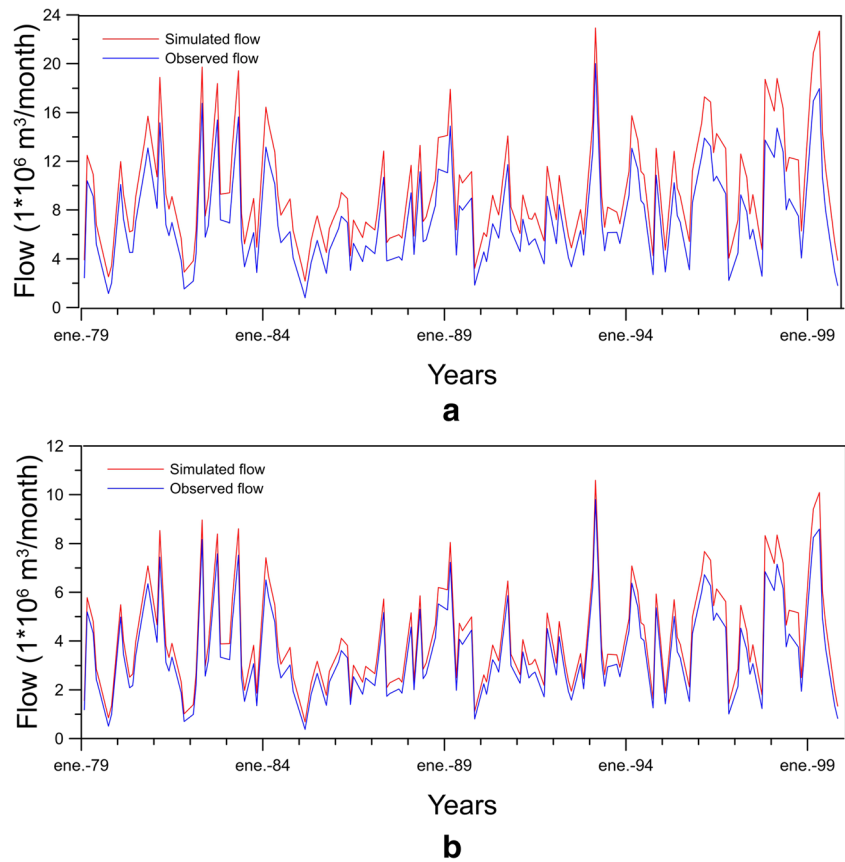 24
20
16
12
8
4
0
Flow (1*10⁶ m³/month)
Simulated flow
Observed flow
ene.-79
ene.-84
ene.-89
ene.-94
ene.-99
Years
a
12
10
8
6
4
2
0
Flow (1*10⁶ m³/month)
Simulated flow
Observed flow
ene.-79
ene.-84
ene.-89
ene.-94
ene.-99
Years
b